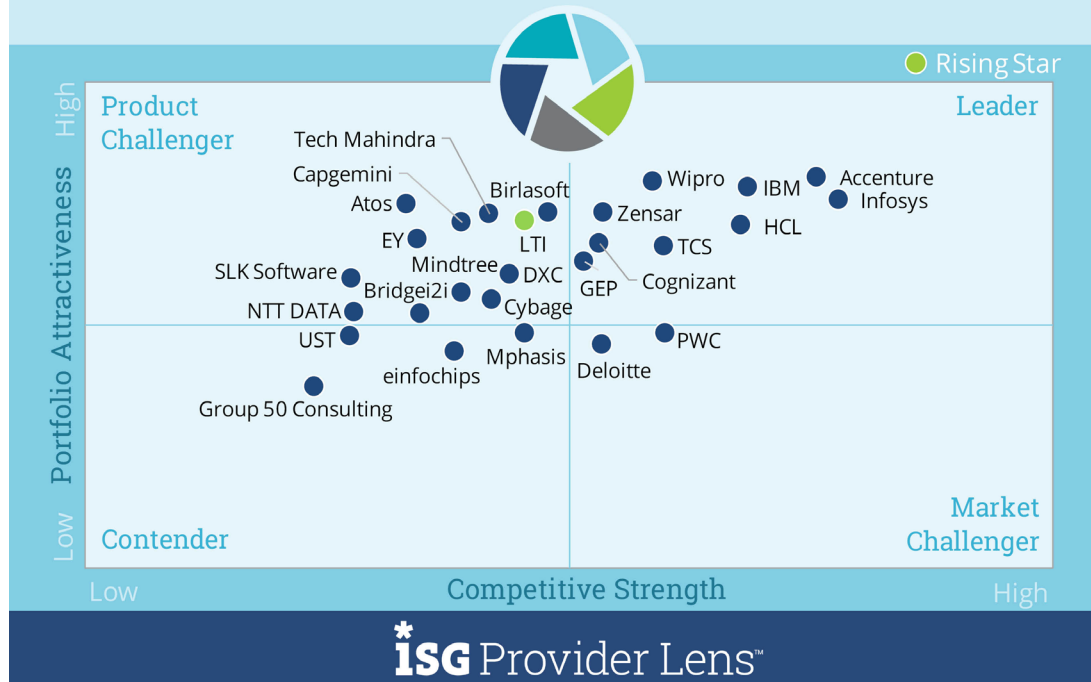 Rising Star
High
Product
Challenger
Leader
Tech Mahindra
Capgemini
Birlasoft
Wipro
IBM
Accenture
Infosys
Atos
Zensar
HCL
EY
LTI
TCS
Mindtree
DXC
GEP
Cognizant
SLK Software
Bridgei2i
Cybage
NTT DATA
UST
Mphasis
PWC
Deloitte
einfochips
Group 50 Consulting
Portfolio Attractiveness
Low
Contender
Market
Challenger
Low
Competitive Strength
High
*ISG Provider Lens™